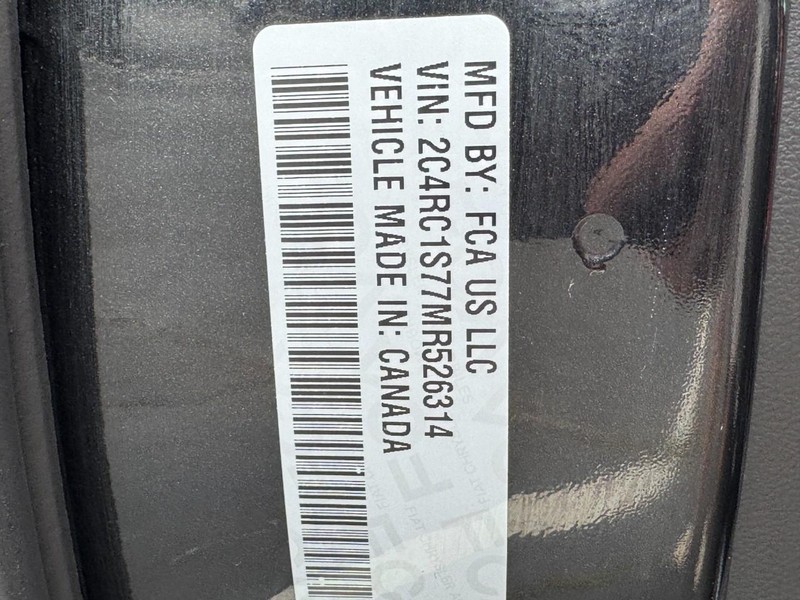 MFD BY: FCA US LLC
VIN: 2C4RC1S77MR526314
VEHICLE MADE IN: CANADA